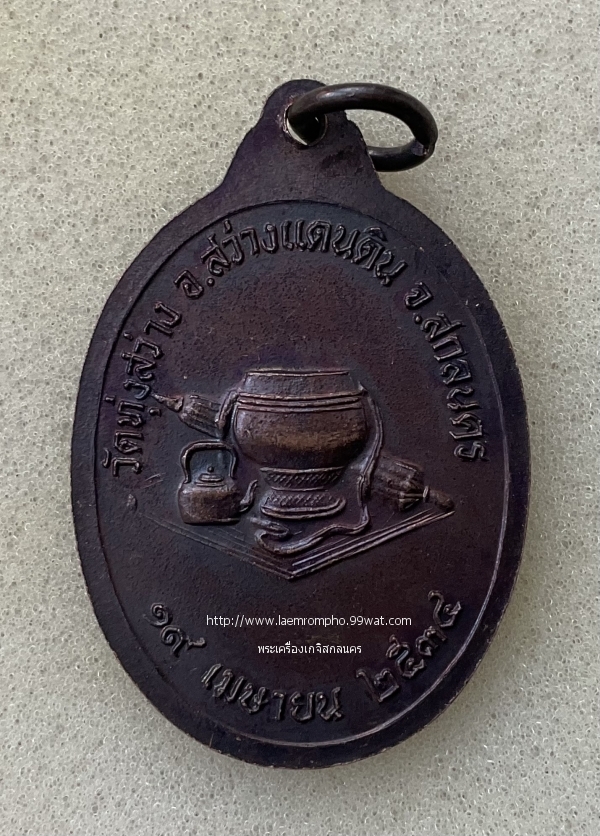 วัดทุ่งสว่าง อ.สว่างแดนดิน จ.สกลนคร
http://www.laemrompho.99wat.com
พระเครื่องเกจิสกลนคร
๑๙ เมษายน ๒๕๓๔